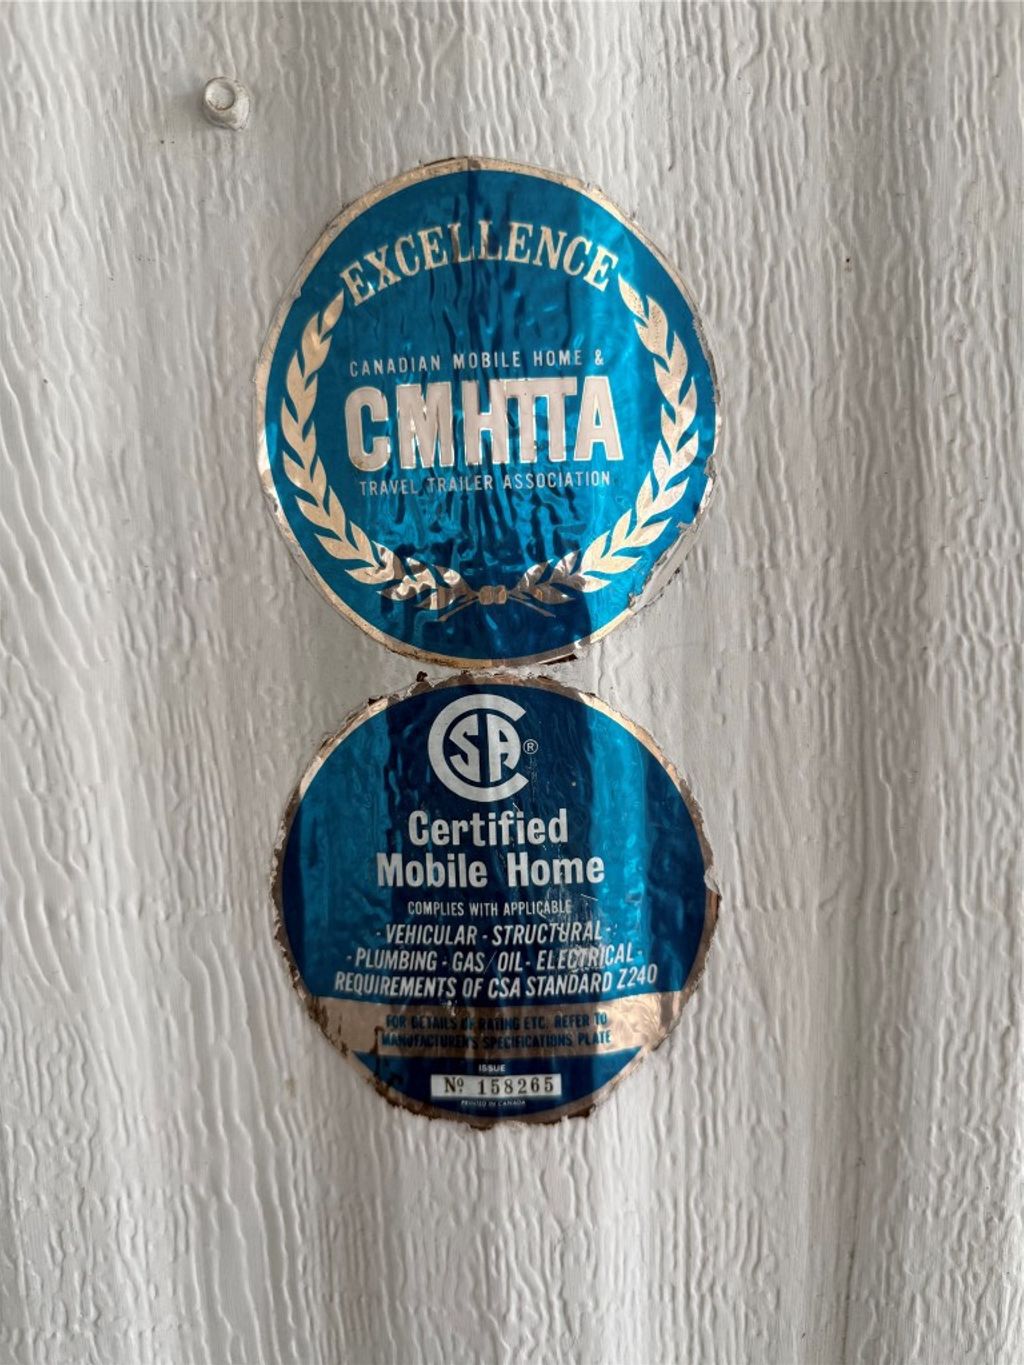 EXCELLENCE
CANADIAN MOBILE HOME &
CMHTTA
TRAVEL TRAILER ASSOCIATION
CSA ®
Certified
Mobile Home
COMPLIES WITH APPLICABLE
- VEHICULAR - STRUCTURAL -
- PLUMBING - GAS/OIL - ELECTRICAL -
REQUIREMENTS OF CSA STANDARD Z240
FOR DETAILS OF RATING ETC. REFER TO
MANUFACTURER'S SPECIFICATIONS PLATE
ISSUE
Nº 158265
PRINTED IN CANADA